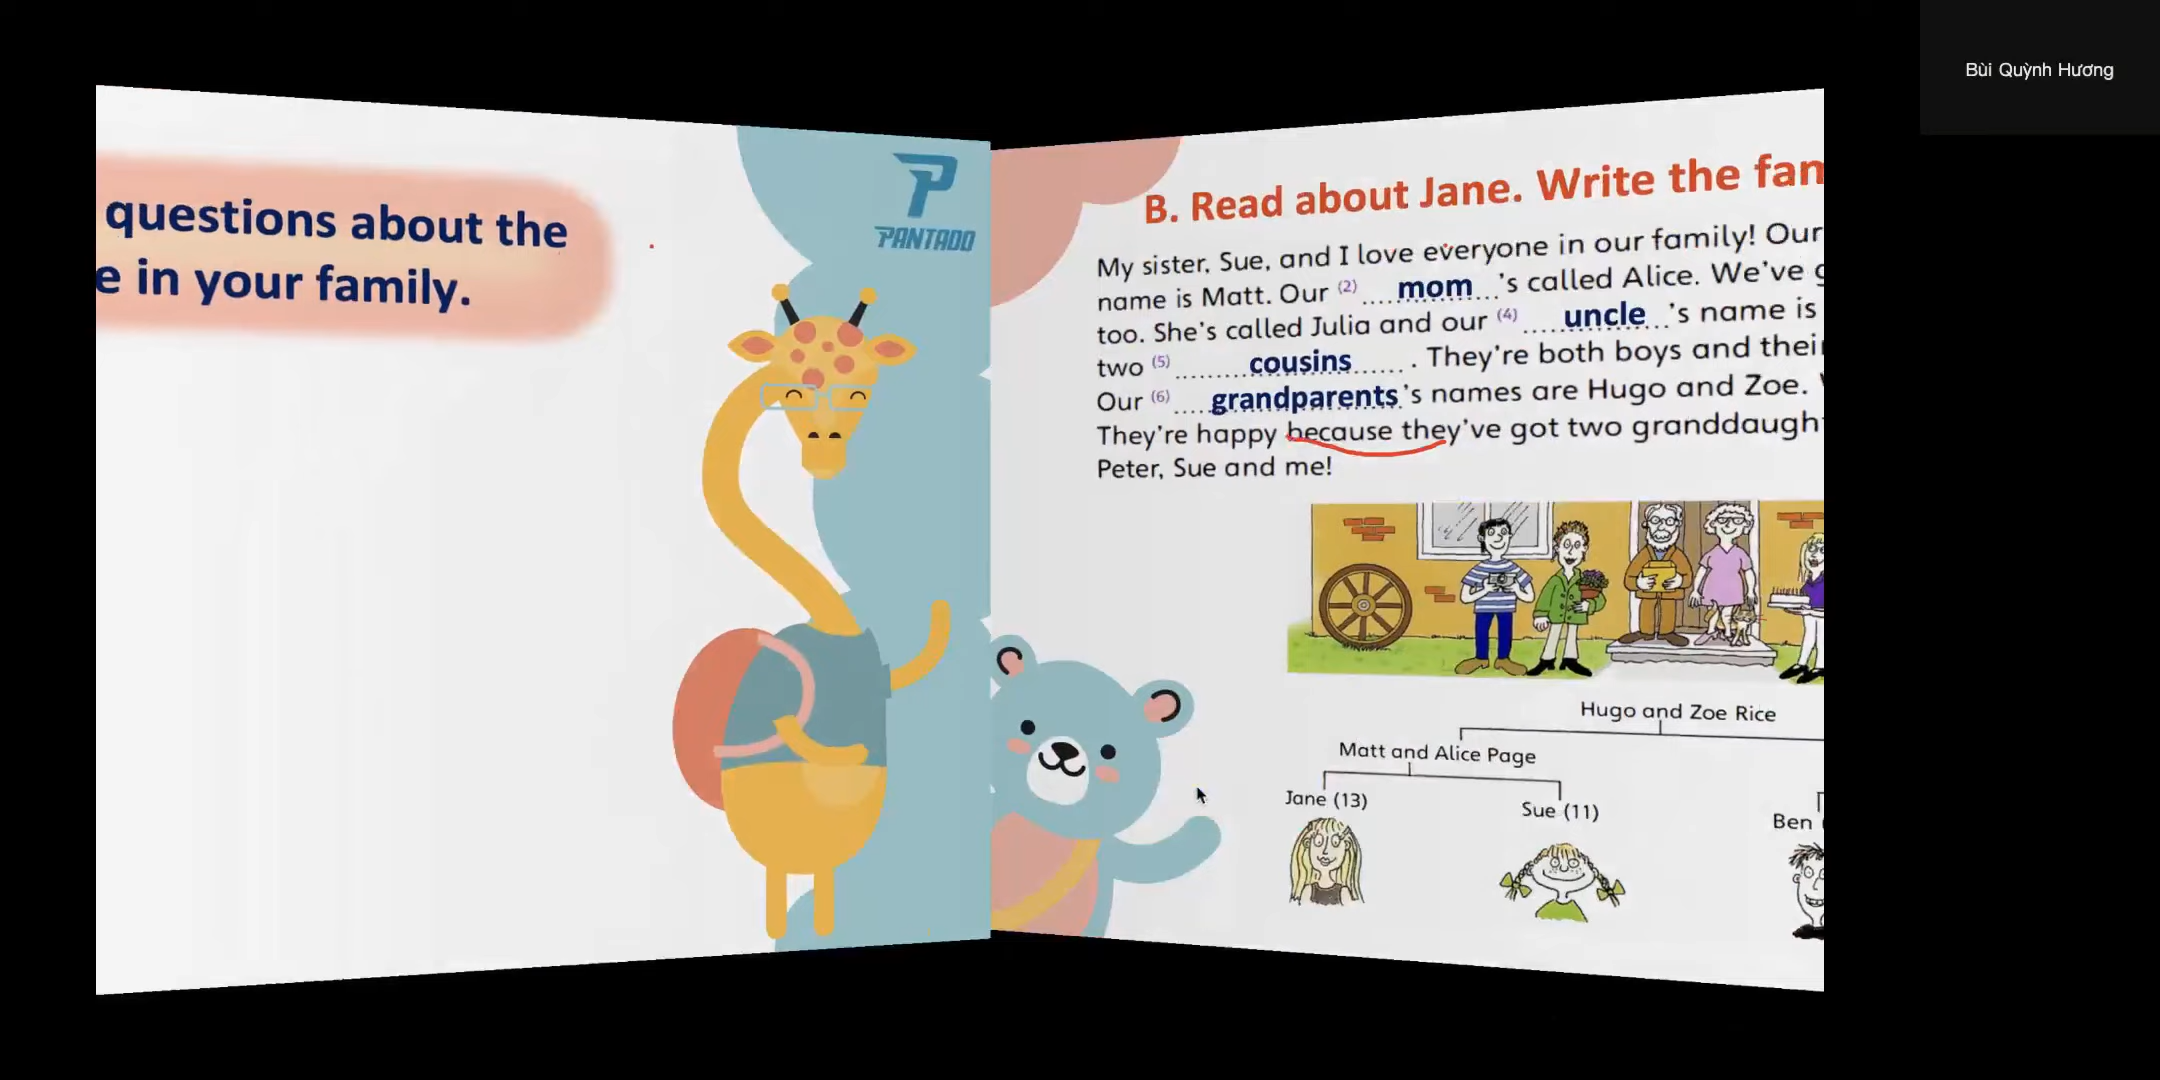 questions about the
e in your family.
PANTADO
B. Read about Jane. Write the fam
My sister, Sue, and I love everyone in our family! Our
name is Matt. Our (2) ....mom...'s called Alice. We've g
too. She's called Julia and our (4) ....uncle...'s name is
two (5) ........cousins...... . They're both boys and their
Our (6) ....grandparents.'s names are Hugo and Zoe.
They're happy because they've got two granddaught
Peter, Sue and me!
Hugo and Zoe Rice
Matt and Alice Page
Jane (13)
Sue (11)
Ben
Bùi Quỳnh Hương